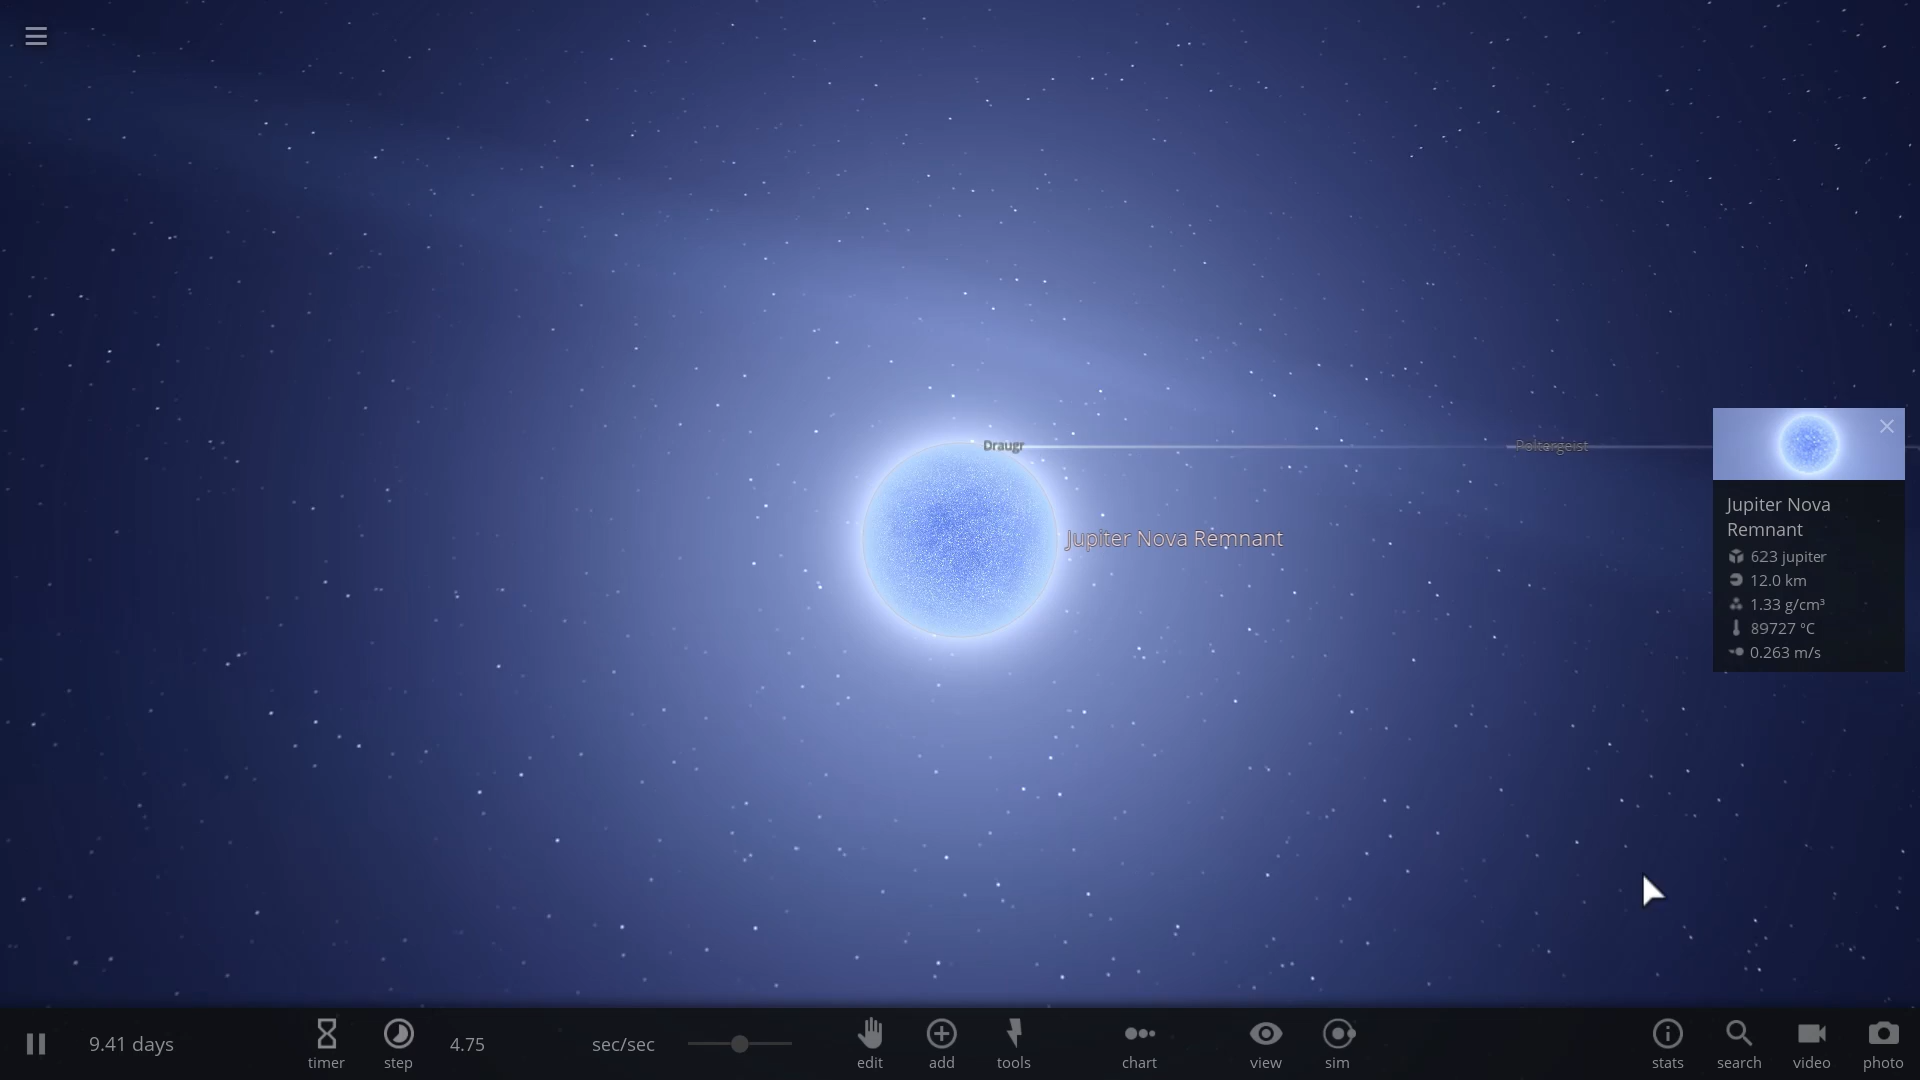 Draugr
Poltergeist
Jupiter Nova Remnant
Jupiter Nova
Remnant
623 jupiter
12.0 km
1.33 g/cm³
89727 °C
0.263 m/s
9.41 days
timer
step
4.75
sec/sec
edit
add
tools
chart
view
sim
stats
search
video
photo